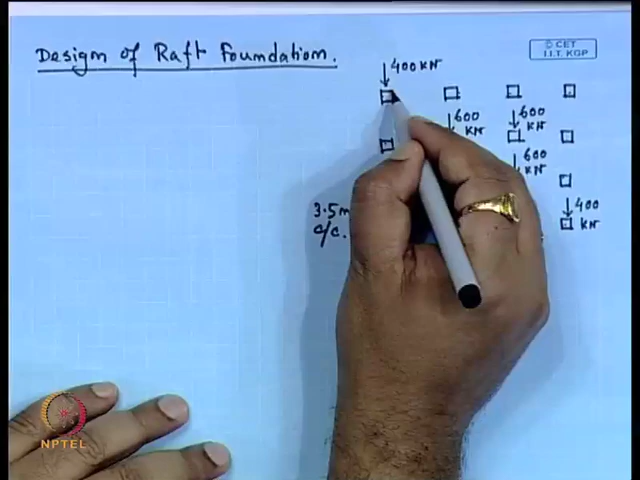 Design of Raft Foundation.
© CET
I.I.T. KGP
400 KN
600
KN
600
KN
600
KN
3.5m
c/c.
400
KN
NPTEL